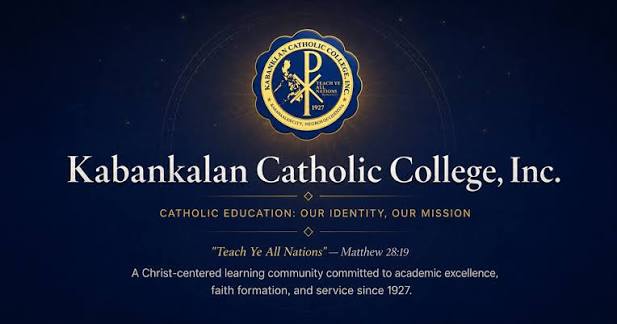 KABANKALAN CATHOLIC COLLEGE, INC.
TEACH YE
ALL
NATIONS
1927
Kabankalan Catholic College, Inc.
CATHOLIC EDUCATION: OUR IDENTITY, OUR MISSION
"Teach Ye All Nations" — Matthew 28:19
A Christ-centered learning community committed to academic excellence,
faith formation, and service since 1927.